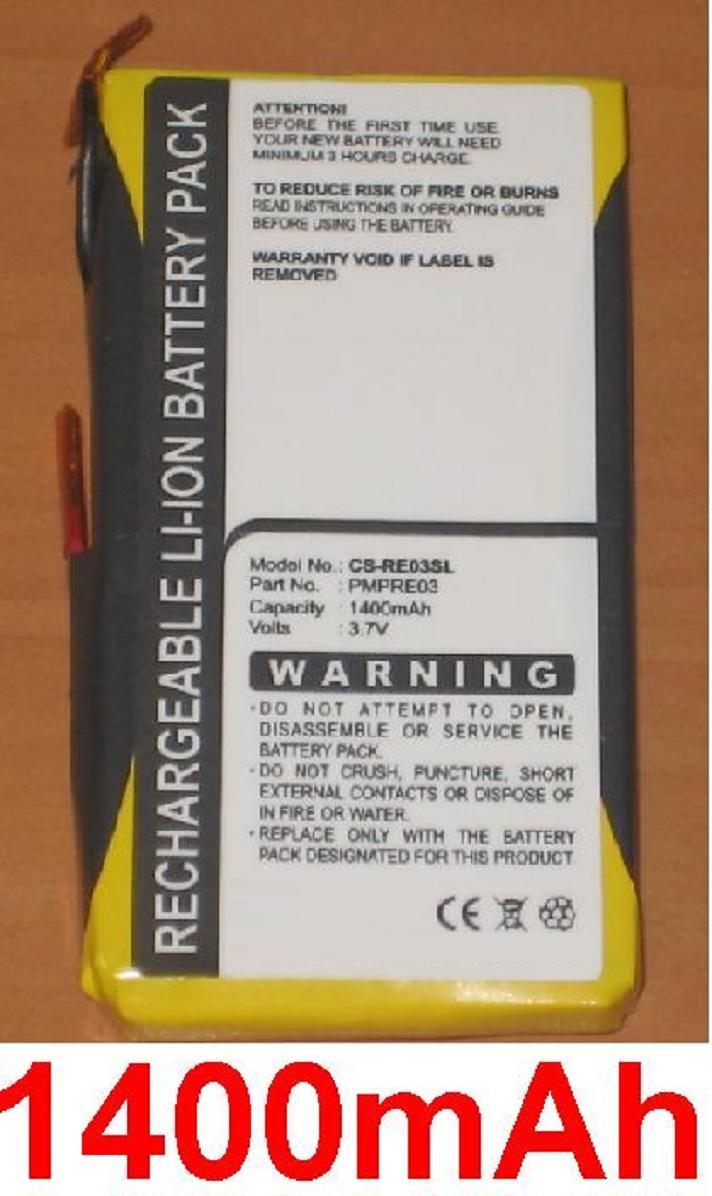 RECHARGEABLE LI-ION BATTERY PACK
ATTENTION!
BEFORE THE FIRST TIME USE
YOUR NEW BATTERY WILL NEED
MINIMUM 3 HOURS CHARGE.
TO REDUCE RISK OF FIRE OR BURNS
READ INSTRUCTIONS IN OPERATING GUIDE
BEFORE USING THE BATTERY.
WARRANTY VOID IF LABEL IS
REMOVED
Model No.: CS-RE03SL
Part No. : PMPRE03
Capacity : 1400mAh
Volts : 3.7V
WARNING
·DO NOT ATTEMPT TO OPEN,
DISASSEMBLE OR SERVICE THE
BATTERY PACK.
·DO NOT CRUSH, PUNCTURE, SHORT
EXTERNAL CONTACTS OR DISPOSE OF
IN FIRE OR WATER.
·REPLACE ONLY WITH THE BATTERY
PACK DESIGNATED FOR THIS PRODUCT.
CE
1400mAh